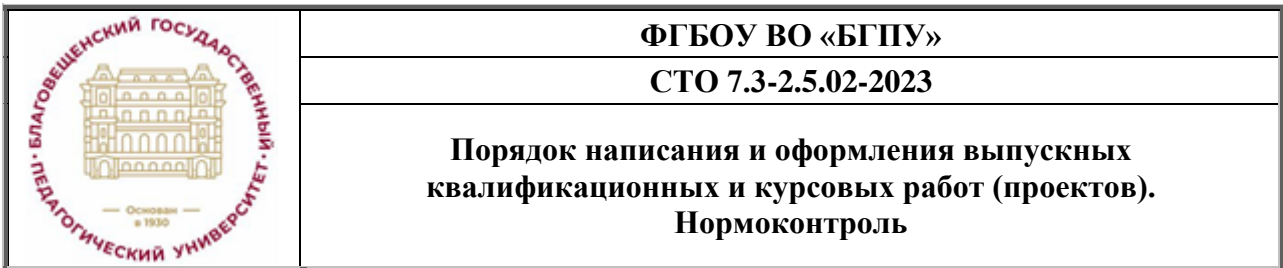 БЛАГОВЕЩЕНСКИЙ ГОСУДАРСТВЕННЫЙ
ПЕДАГОГИЧЕСКИЙ УНИВЕРСИТЕТ
Основан
в 1930
ФГБОУ ВО «БГПУ»
СТО 7.3-2.5.02-2023
Порядок написания и оформления выпускных
квалификационных и курсовых работ (проектов).
Нормоконтроль